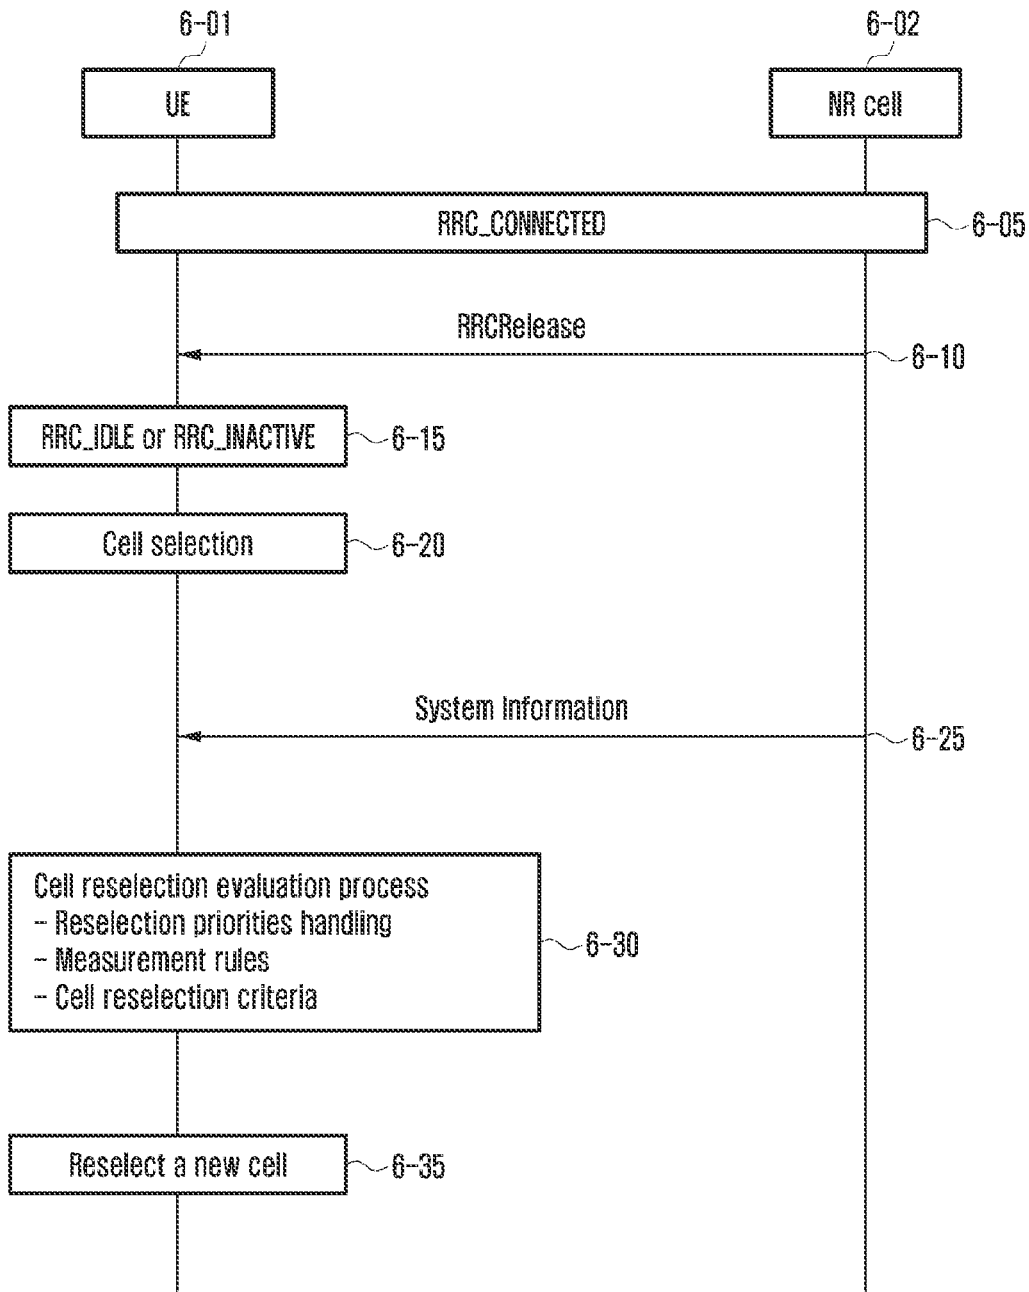 6-01
6-02
UE
NR cell
RRC_CONNECTED
6-05
RRCRelease
6-10
RRC_IDLE or RRC_INACTIVE
6-15
Cell selection
6-20
System Information
6-25
Cell reselection evaluation process
- Reselection priorities handling
- Measurement rules
- Cell reselection criteria
6-30
Reselect a new cell
6-35